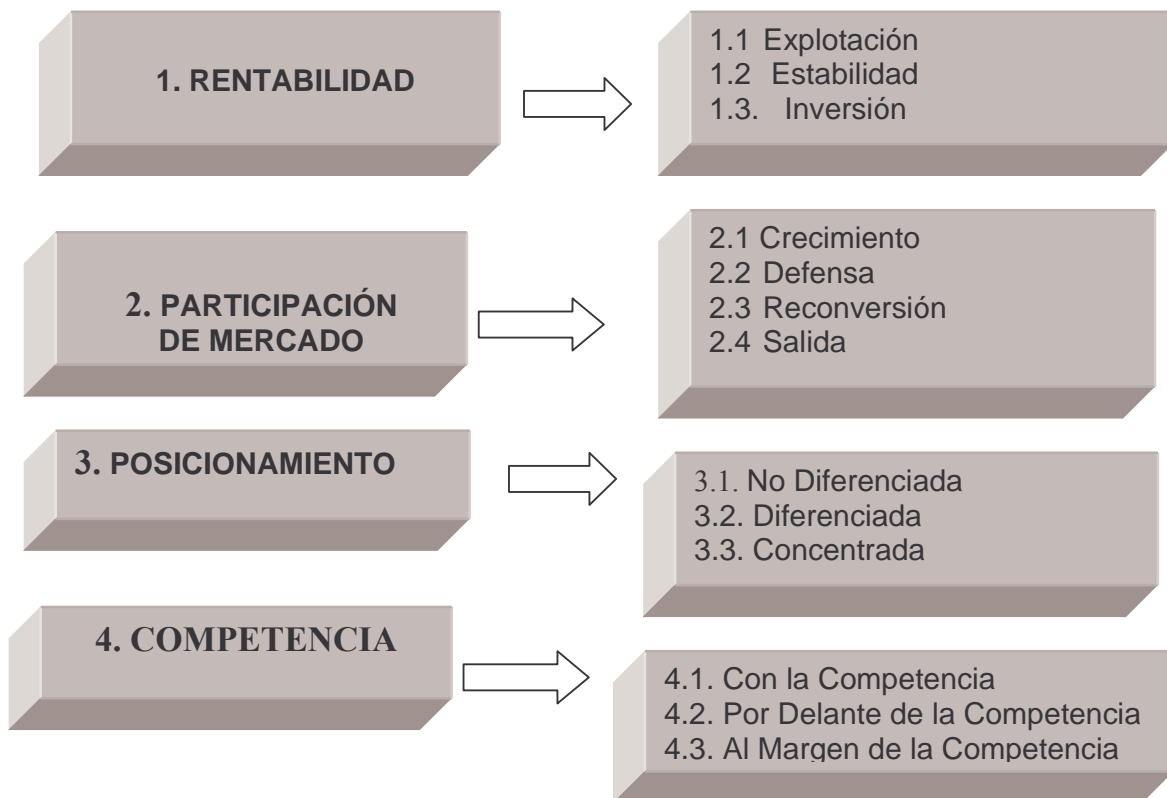 1. RENTABILIDAD
1.1 Explotación
1.2 Estabilidad
1.3. Inversión
2. PARTICIPACIÓN
DE MERCADO
2.1 Crecimiento
2.2 Defensa
2.3 Reconversión
2.4 Salida
3. POSICIONAMIENTO
3.1. No Diferenciada
3.2. Diferenciada
3.3. Concentrada
4. COMPETENCIA
4.1. Con la Competencia
4.2. Por Delante de la Competencia
4.3. Al Margen de la Competencia